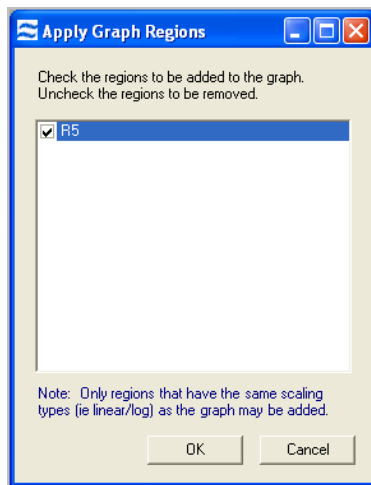 Apply Graph Regions
Check the regions to be added to the graph.
Uncheck the regions to be removed.
R5
Note: Only regions that have the same scaling
types (ie linear/log) as the graph may be added.
OK Cancel